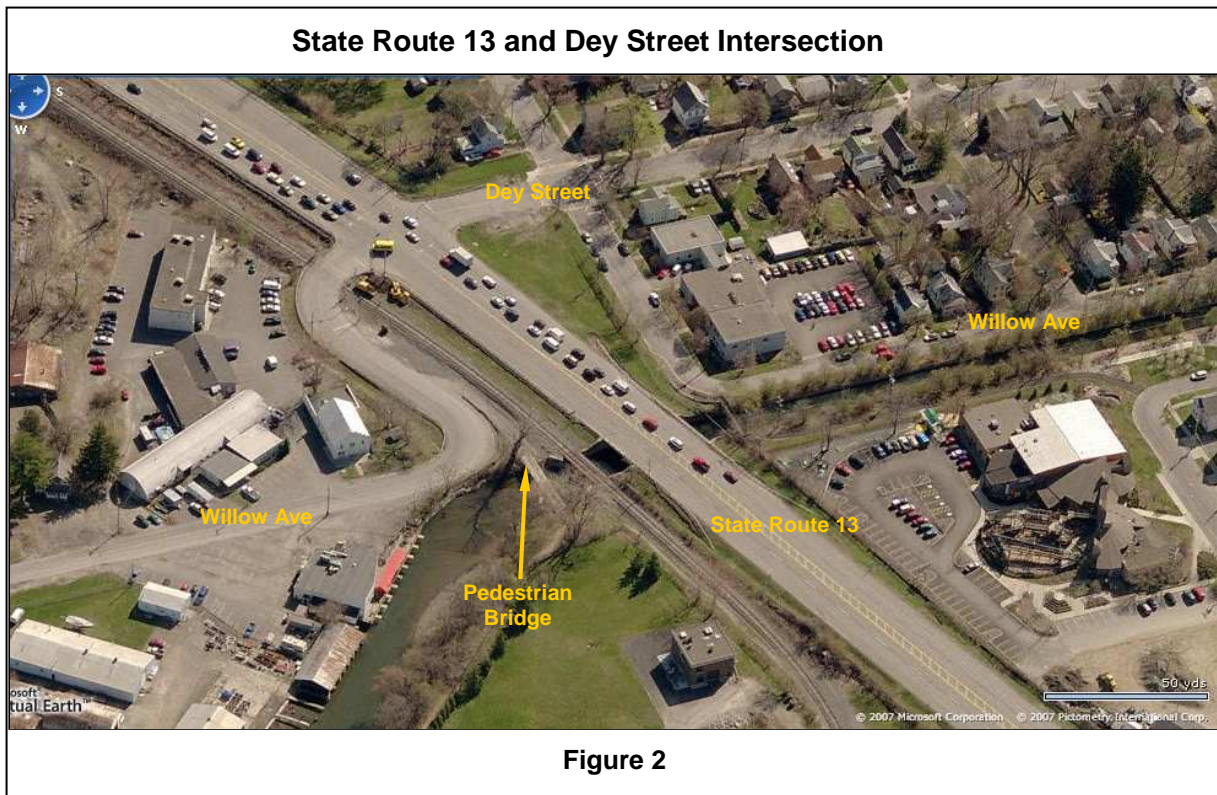 State Route 13 and Dey Street Intersection
S
W
Dey Street
Willow Ave
Willow Ave
State Route 13
Pedestrian
Bridge
50 yds
osoft
tual Earth™
© 2007 Microsoft Corporation © 2007 Pictometry International Corp.
Figure 2